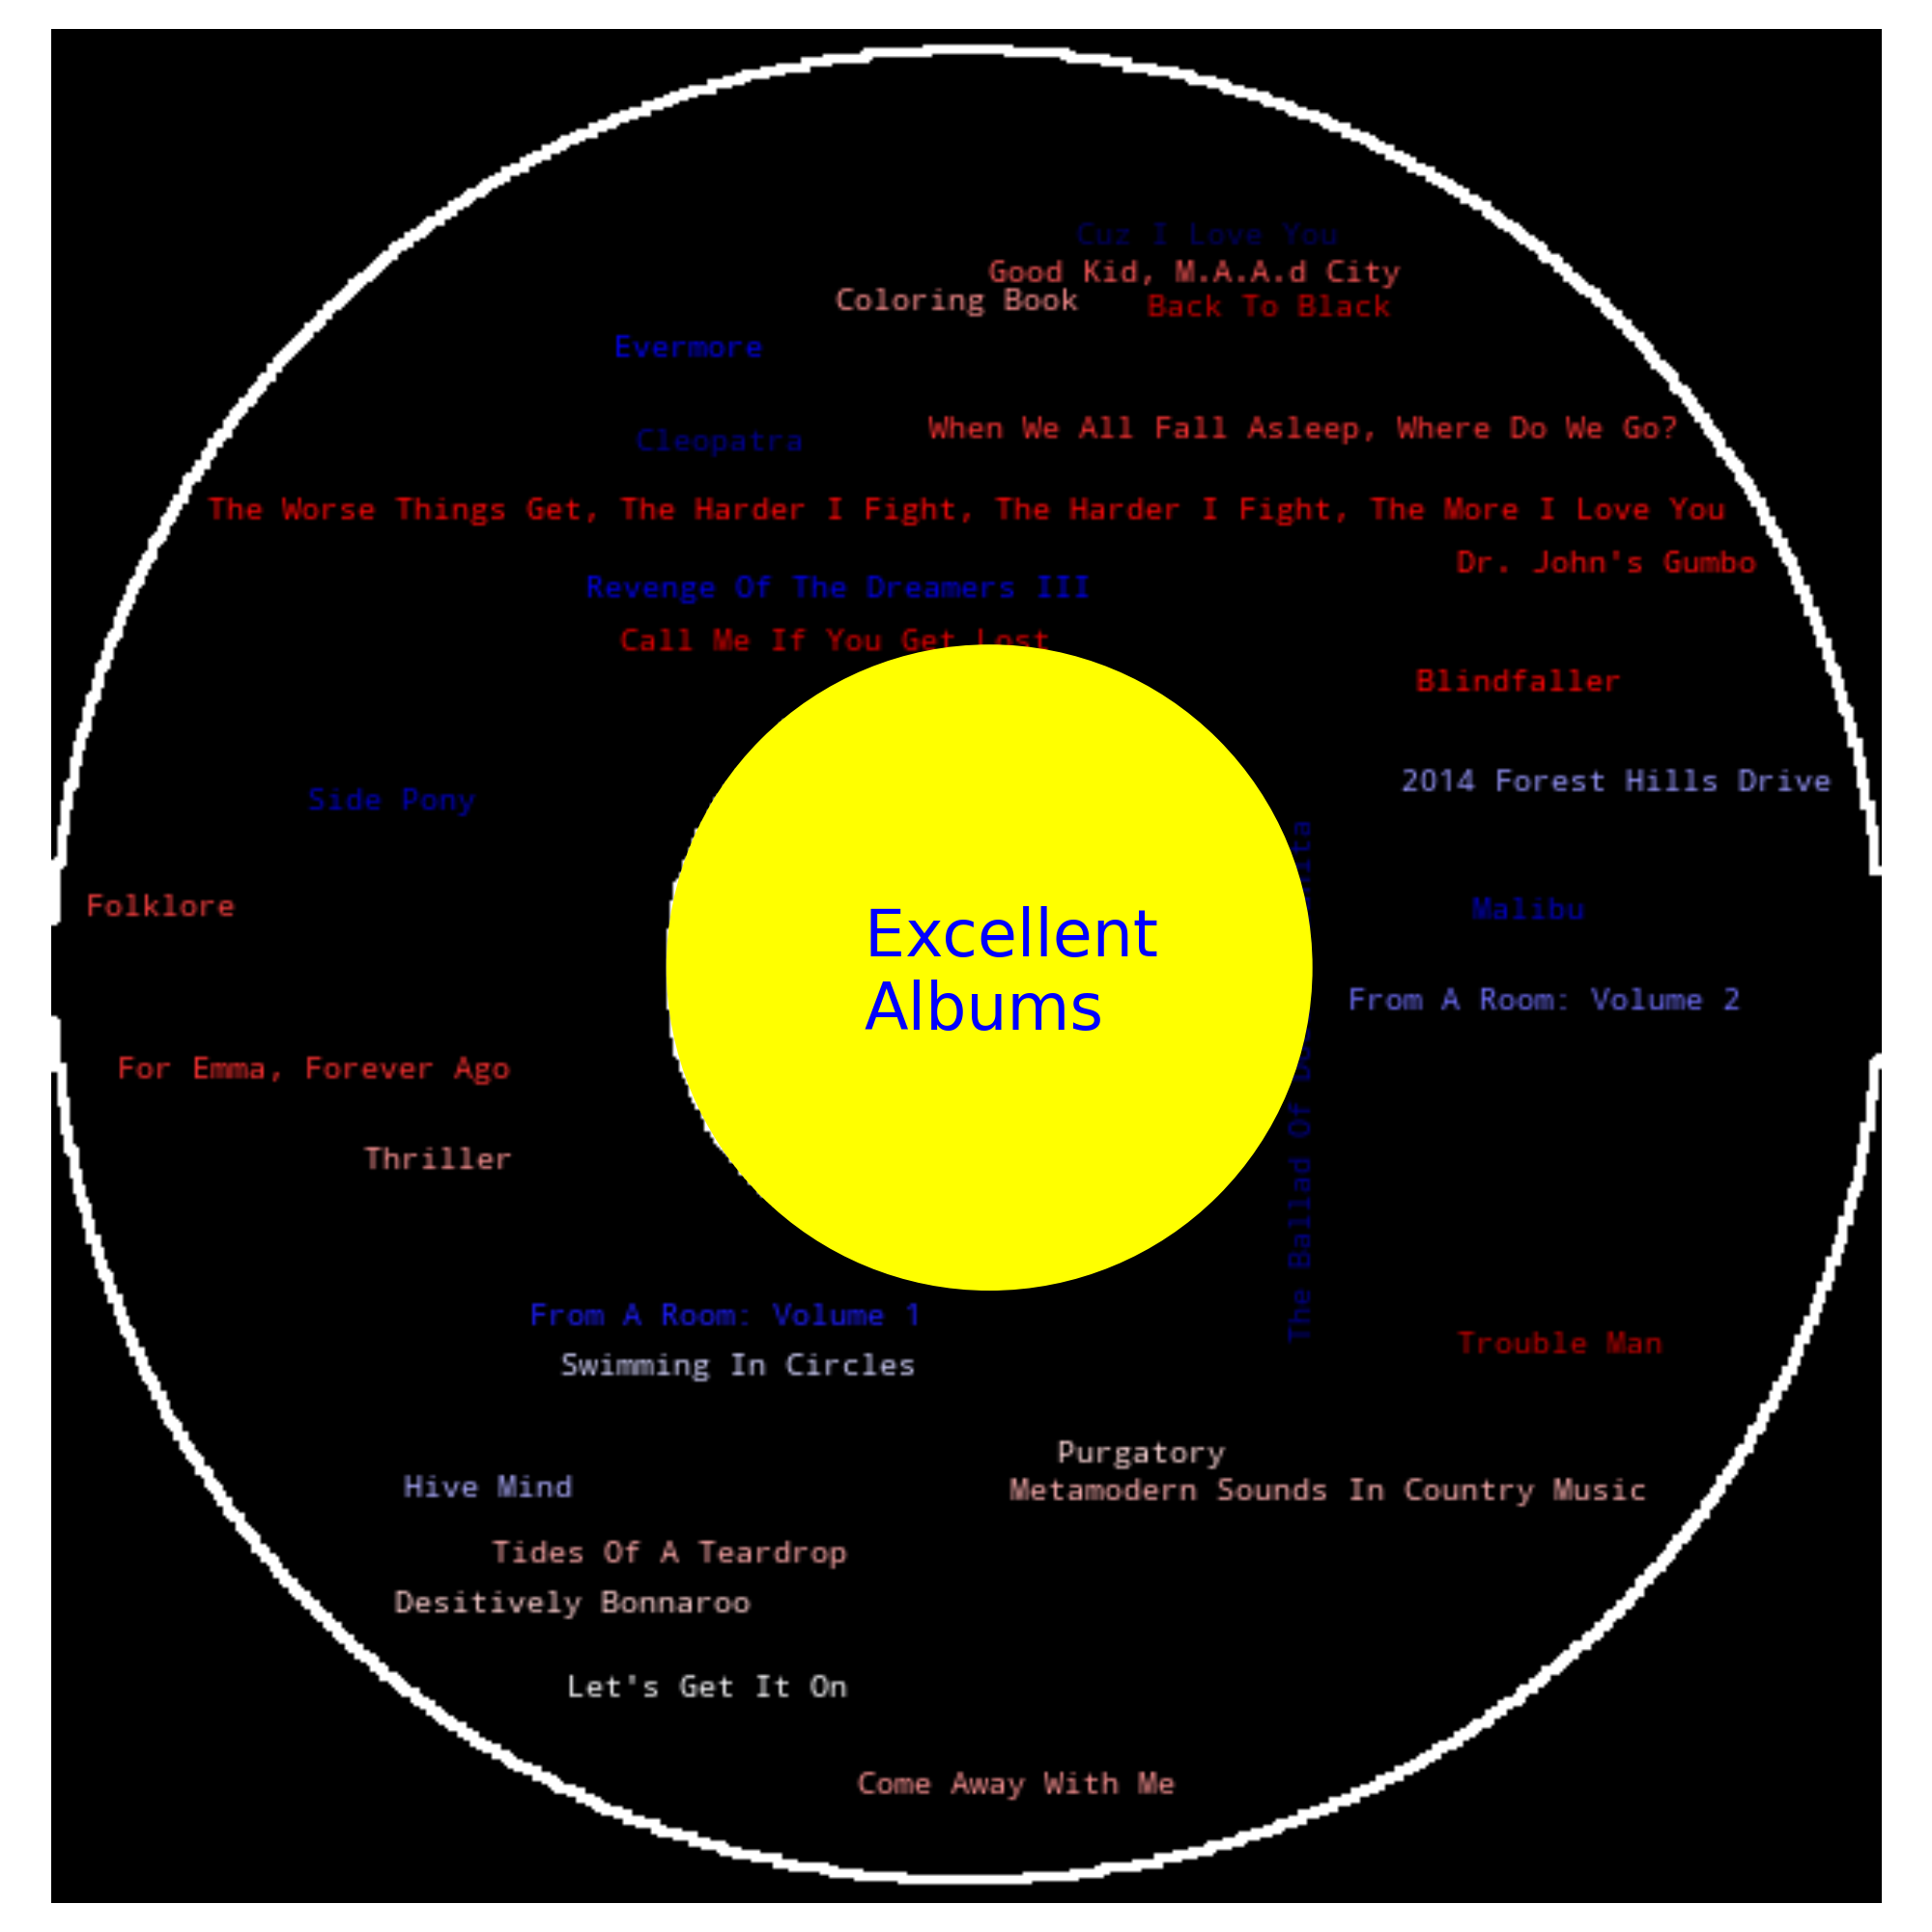 Cuz I Love You
Good Kid, M.A.A.d City
Coloring Book
Back To Black
Evermore
When We All Fall Asleep, Where Do We Go?
Cleopatra
The Worse Things Get, The Harder I Fight, The Harder I Fight, The More I Love You
Dr. John's Gumbo
Revenge Of The Dreamers III
Call Me If You Get Lost
Blindfaller
2014 Forest Hills Drive
Side Pony
Folklore
Malibu
Excellent
Albums
From A Room: Volume 2
For Emma, Forever Ago
The Ballad Of
Thriller
From A Room: Volume 1
Trouble Man
Swimming In Circles
Purgatory
Hive Mind
Metamodern Sounds In Country Music
Tides Of A Teardrop
Desitively Bonnaroo
Let's Get It On
Come Away With Me